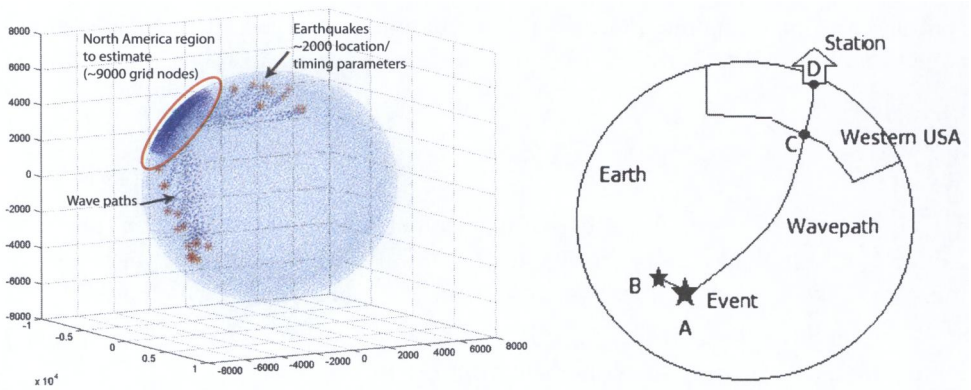 8000
6000
4000
2000
0
-2000
-4000
-6000
-8000
-1
-0.5
0
0.5
1
x 10⁴
-8000
-6000
-4000
-2000
0
2000
4000
6000
8000
North America region
to estimate
(~9000 grid nodes)
Earthquakes
~2000 location/
timing parameters
Wave paths
Station
D
C
Western USA
Earth
Wavepath
B
Event
A